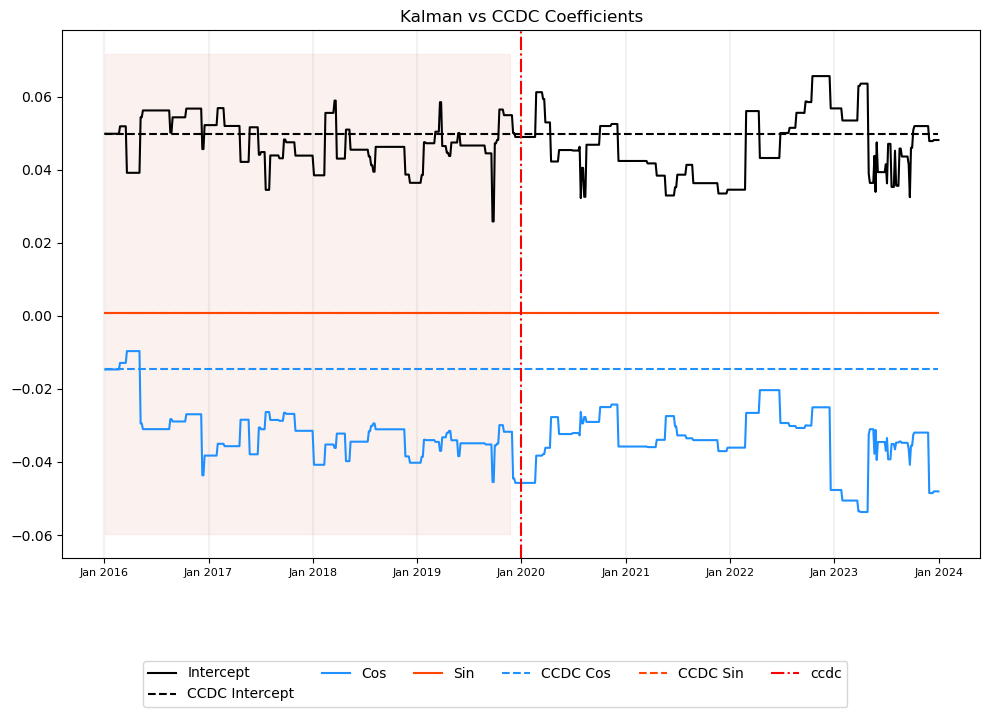 Kalman vs CCDC Coefficients
0.06
0.04
0.02
0.00
−0.02
−0.04
−0.06
Jan 2016 Jan 2017 Jan 2018 Jan 2019 Jan 2020 Jan 2021 Jan 2022 Jan 2023 Jan 2024
Intercept Cos Sin CCDC Cos CCDC Sin ccdc
CCDC Intercept